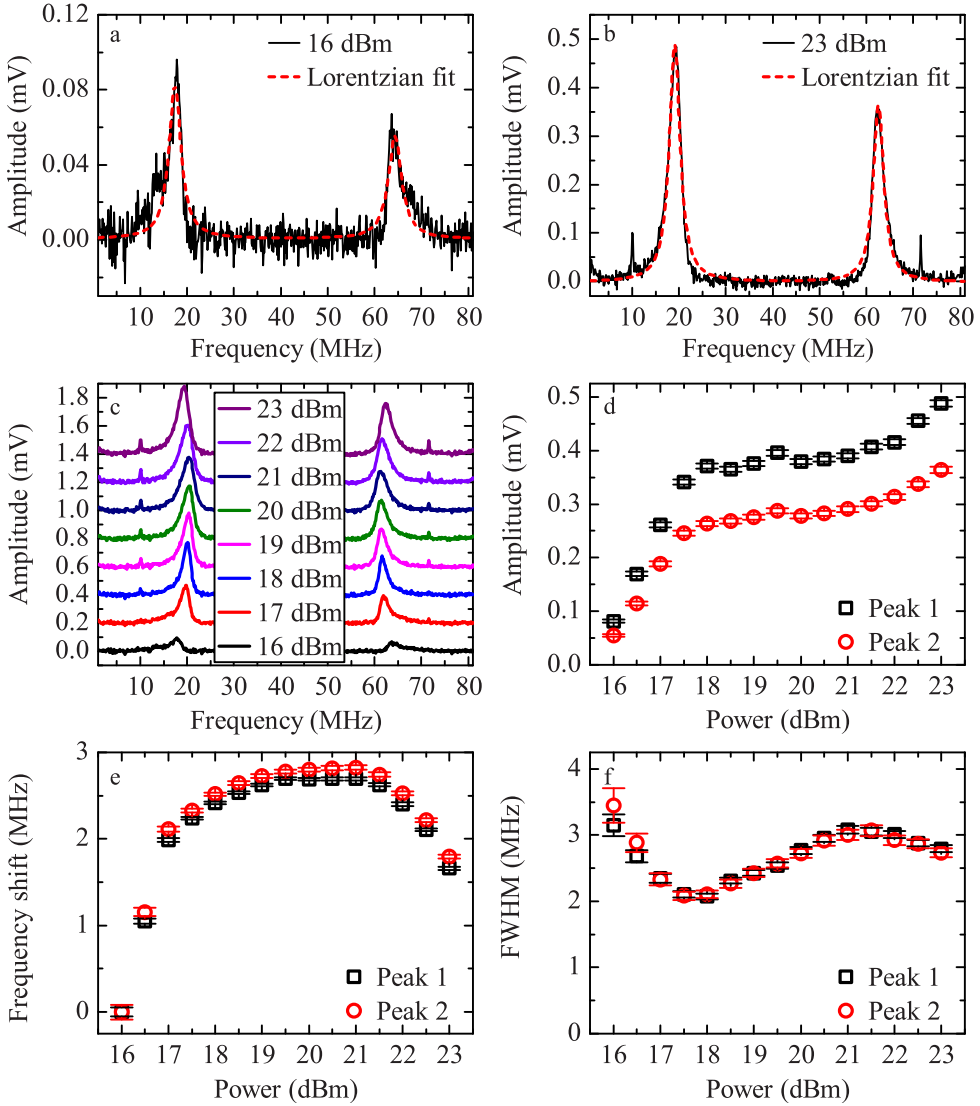 a
16 dBm
Lorentzian fit
Amplitude (mV)
0.12
0.08
0.04
0.00
10 20 30 40 50 60 70 80
Frequency (MHz)
b
23 dBm
Lorentzian fit
Amplitude (mV)
0.5
0.4
0.3
0.2
0.1
0.0
10 20 30 40 50 60 70 80
Frequency (MHz)
c
23 dBm
22 dBm
21 dBm
20 dBm
19 dBm
18 dBm
17 dBm
16 dBm
Amplitude (mV)
1.8
1.6
1.4
1.2
1.0
0.8
0.6
0.4
0.2
0.0
10 20 30 40 50 60 70 80
Frequency (MHz)
d
Amplitude (mV)
0.5
0.4
0.3
0.2
0.1
0.0
Peak 1
Peak 2
16 17 18 19 20 21 22 23
Power (dBm)
e
Frequency shift (MHz)
3
2
1
0
Peak 1
Peak 2
16 17 18 19 20 21 22 23
Power (dBm)
f
FWHM (MHz)
4
3
2
1
0
Peak 1
Peak 2
16 17 18 19 20 21 22 23
Power (dBm)